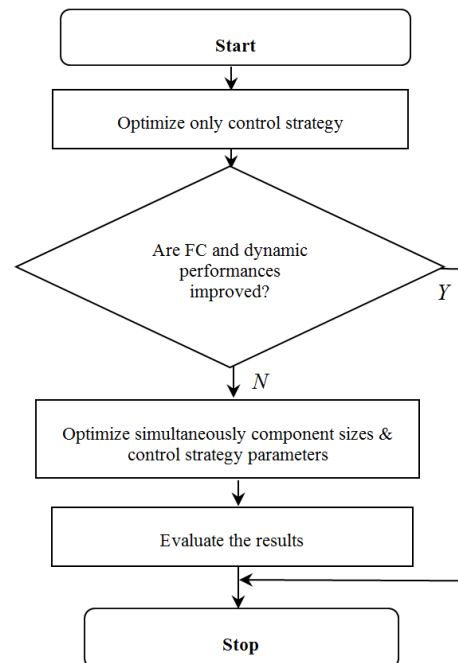 Start
Optimize only control strategy
Are FC and dynamic
performances
improved?
Y
N
Optimize simultaneously component sizes &
control strategy parameters
Evaluate the results
Stop